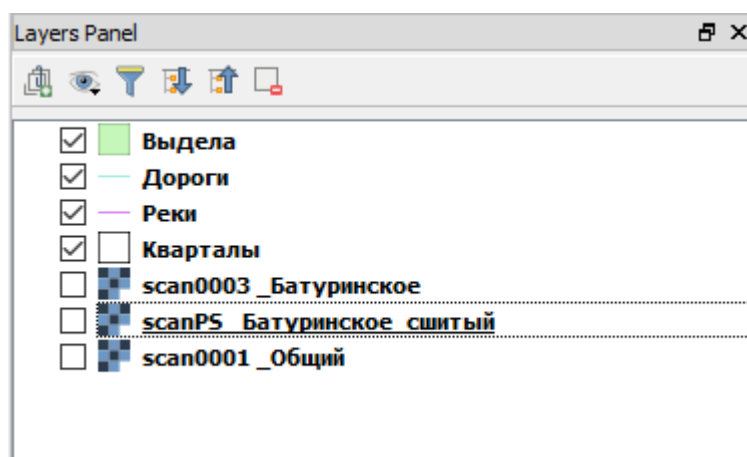 Layers Panel
Выдела
Дороги
Реки
Кварталы
scan0003 _Батуринское
scanPS_Батуринское_сшитый
scan0001 _Общий